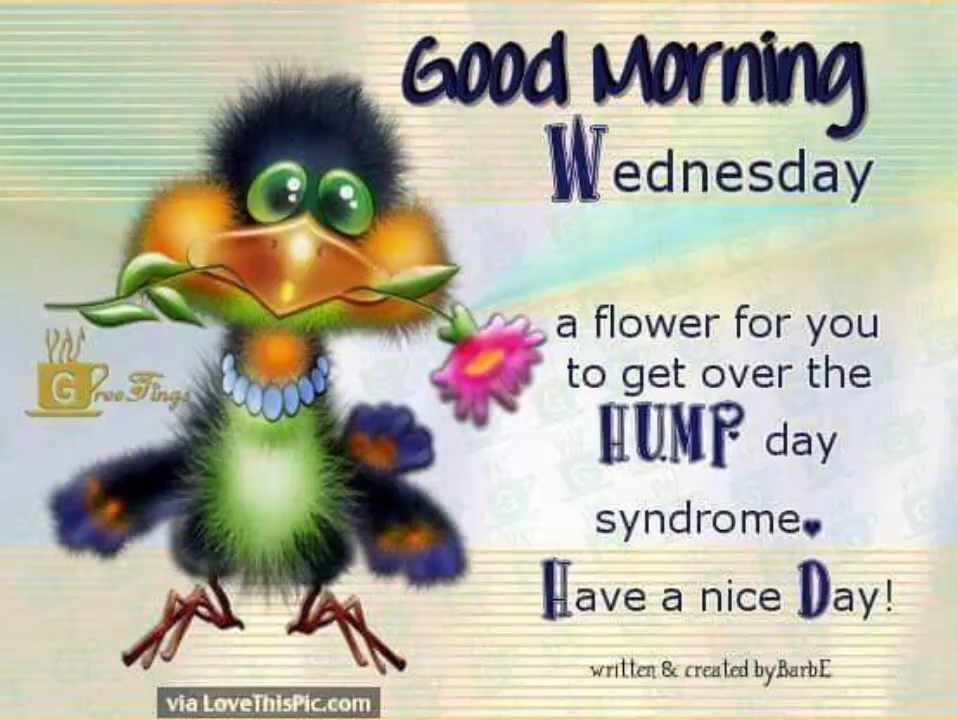 Good Morning
Wednesday
a flower for you
to get over the
HUMP day
syndrome
Have a nice Day!
written & created by BarbE
GreeTings
via LoveThisPic.com